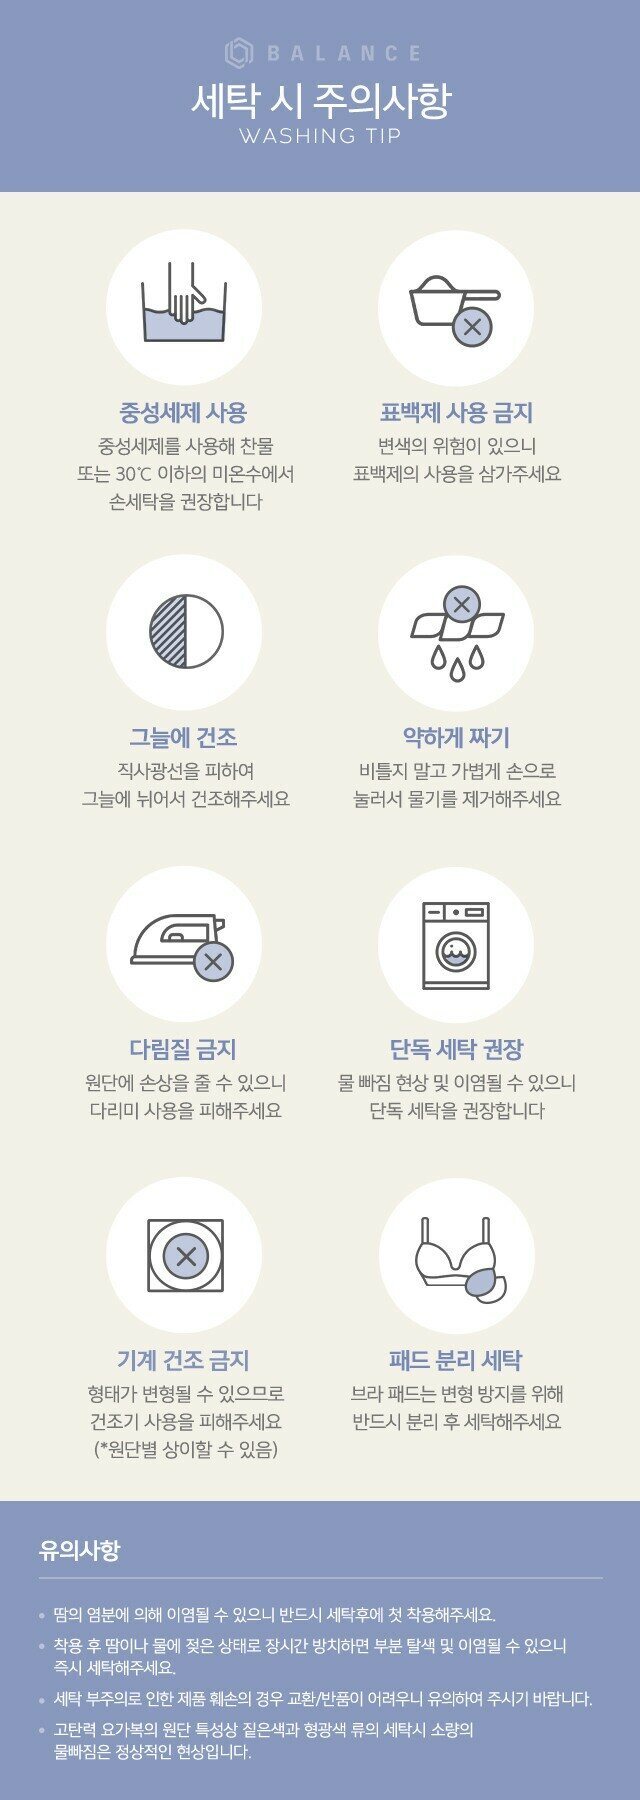 BALANCE
세탁 시 주의사항
WASHING TIP
중성세제 사용
중성세제를 사용해 찬물
또는 30℃ 이하의 미온수에서
손세탁을 권장합니다
표백제 사용 금지
변색의 위험이 있으니
표백제의 사용을 삼가주세요
그늘에 건조
직사광선을 피하여
그늘에 뉘어서 건조해주세요
약하게 짜기
비틀지 말고 가볍게 손으로
눌러서 물기를 제거해주세요
다림질 금지
원단에 손상을 줄 수 있으니
다리미 사용을 피해주세요
단독 세탁 권장
물 빠짐 현상 및 이염될 수 있으니
단독 세탁을 권장합니다
기계 건조 금지
형태가 변형될 수 있으므로
건조기 사용을 피해주세요
(*원단별 상이할 수 있음)
패드 분리 세탁
브라 패드는 변형 방지를 위해
반드시 분리 후 세탁해주세요
유의사항
• 땀의 염분에 의해 이염될 수 있으니 반드시 세탁후에 첫 착용해주세요.
• 착용 후 땀이나 물에 젖은 상태로 장시간 방치하면 부분 탈색 및 이염될 수 있으니
즉시 세탁해주세요.
• 세탁 부주의로 인한 제품 훼손의 경우 교환/반품이 어려우니 유의하여 주시기 바랍니다.
• 고탄력 요가복의 원단 특성상 짙은색과 형광색 류의 세탁시 소량의
물빠짐은 정상적인 현상입니다.